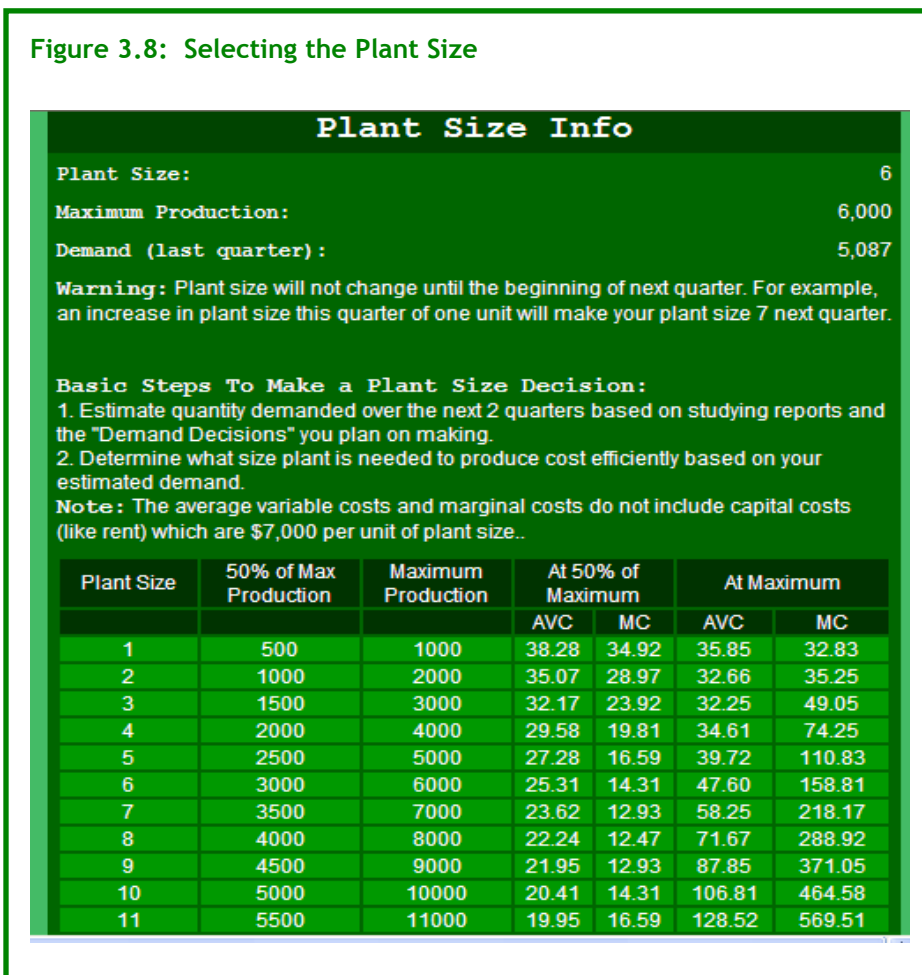 Figure 3.8: Selecting the Plant Size
Plant Size Info
Plant Size: 6
Maximum Production: 6,000
Demand (last quarter): 5,087
Warning: Plant size will not change until the beginning of next quarter. For example,
an increase in plant size this quarter of one unit will make your plant size 7 next quarter.
Basic Steps To Make a Plant Size Decision:
1. Estimate quantity demanded over the next 2 quarters based on studying reports and
the "Demand Decisions" you plan on making.
2. Determine what size plant is needed to produce cost efficiently based on your
estimated demand.
Note: The average variable costs and marginal costs do not include capital costs
(like rent) which are $7,000 per unit of plant size..
Plant Size 50% of Max Production Maximum Production At 50% of Maximum At Maximum
AVC MC AVC MC
1 500 1000 38.28 34.92 35.85 32.83
2 1000 2000 35.07 28.97 32.66 35.25
3 1500 3000 32.17 23.92 32.25 49.05
4 2000 4000 29.58 19.81 34.61 74.25
5 2500 5000 27.28 16.59 39.72 110.83
6 3000 6000 25.31 14.31 47.60 158.81
7 3500 7000 23.62 12.93 58.25 218.17
8 4000 8000 22.24 12.47 71.67 288.92
9 4500 9000 21.95 12.93 87.85 371.05
10 5000 10000 20.41 14.31 106.81 464.58
11 5500 11000 19.95 16.59 128.52 569.51